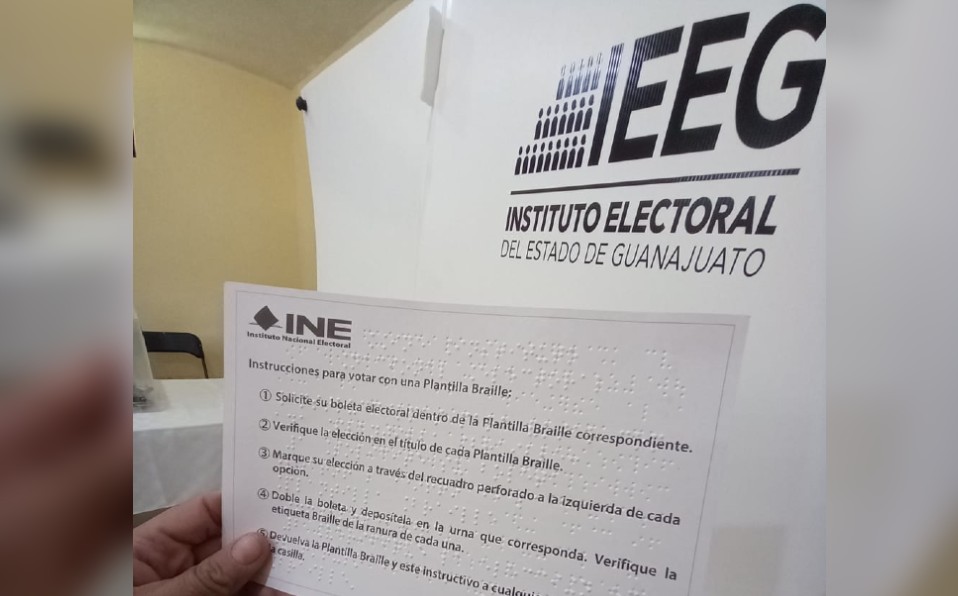 IEEG
INSTITUTO ELECTORAL
DEL ESTADO DE GUANAJUATO
INE
Instituto Nacional Electoral
Instrucciones para votar con una Plantilla Braille:
① Solicite su boleta electoral dentro de la Plantilla Braille correspondiente.
② Verifique la elección en el título de cada Plantilla Braille.
③ Marque su elección a través del recuadro perforado a la izquierda de cada
opción.
④ Doble la boleta y deposítela en la urna que corresponda. Verifique la
etiqueta Braille de la ranura de cada una.
Devuelva la Plantilla Braille y este instructivo a
casilla.